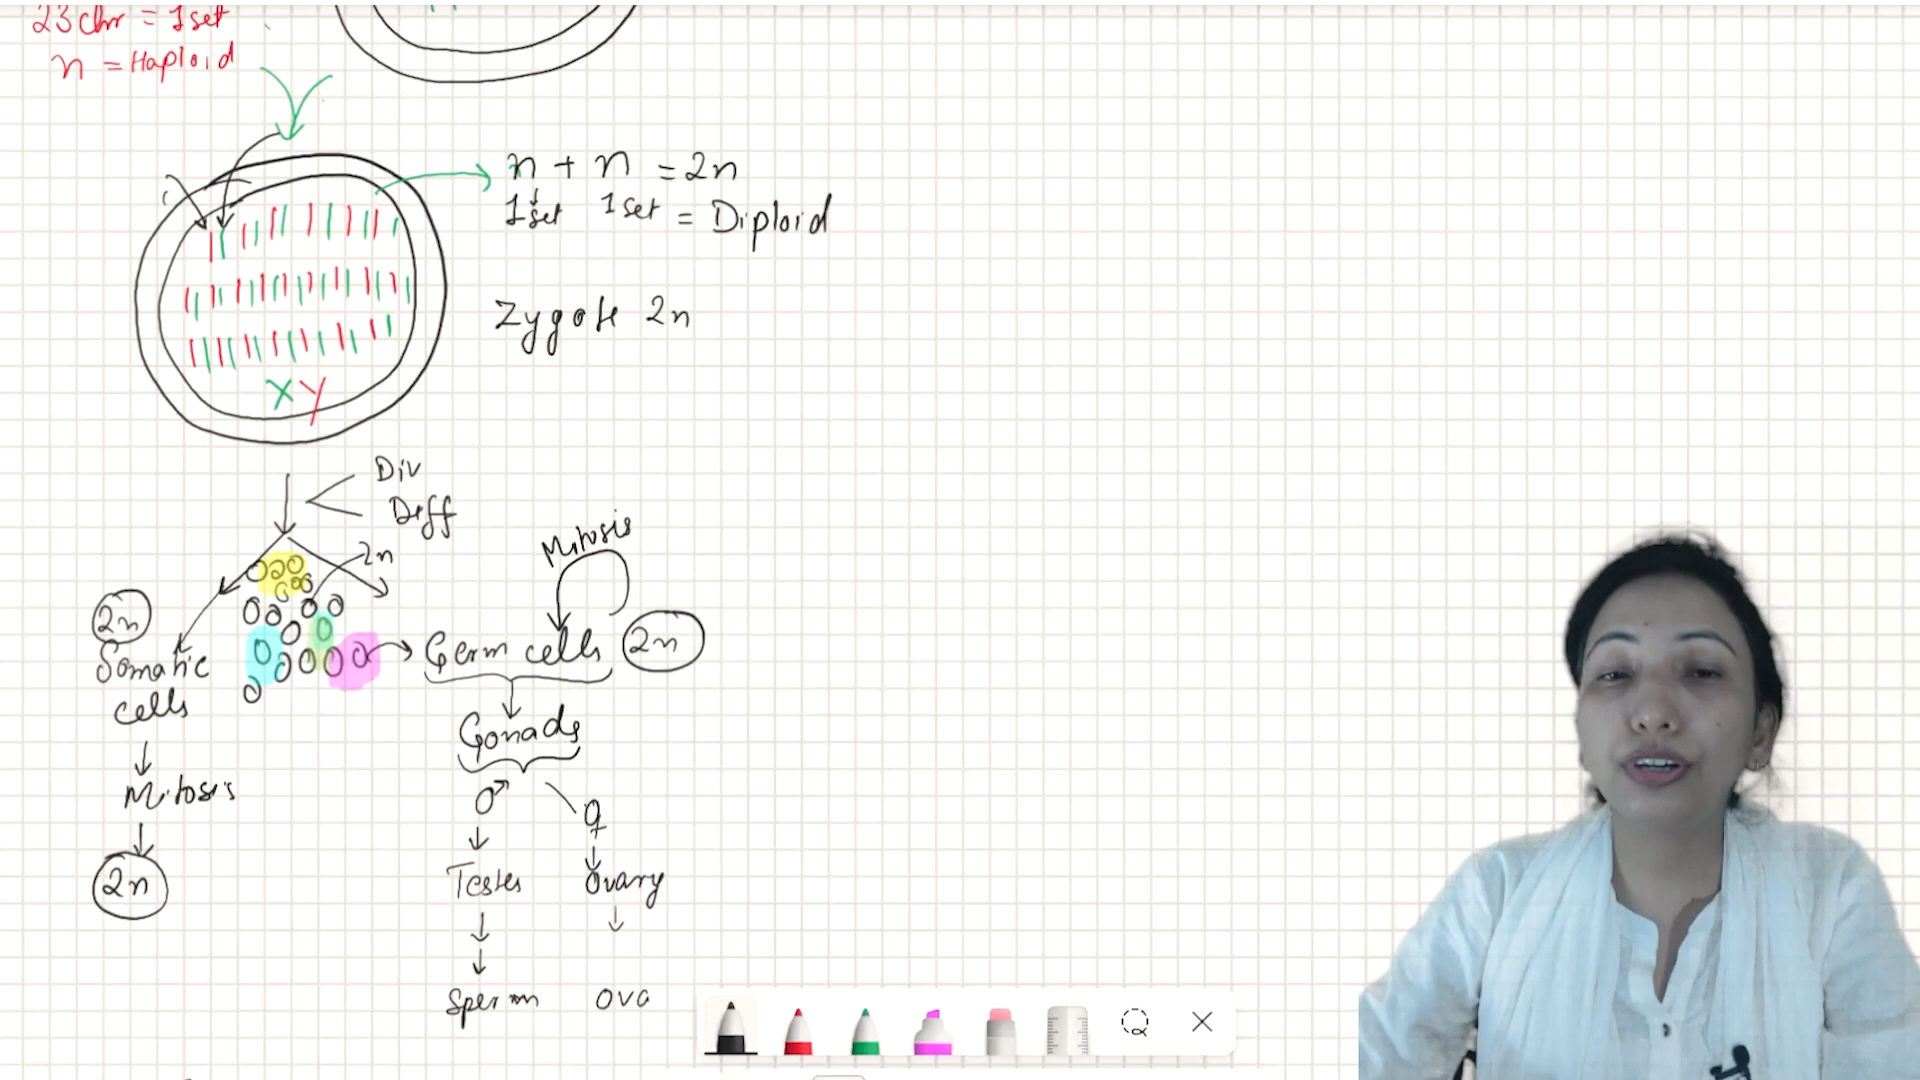 23 chr = 1 set
n = Haploid
n + n = 2n
1 set 1 set = Diploid
Zygote 2n
XY
Div
Diff
2n
Mitosis
2n
Somatic
cells
Germ cells 2n
Gonads
Mitosis
♂ ♀
2n
Testes Ovary
Sperm Ova